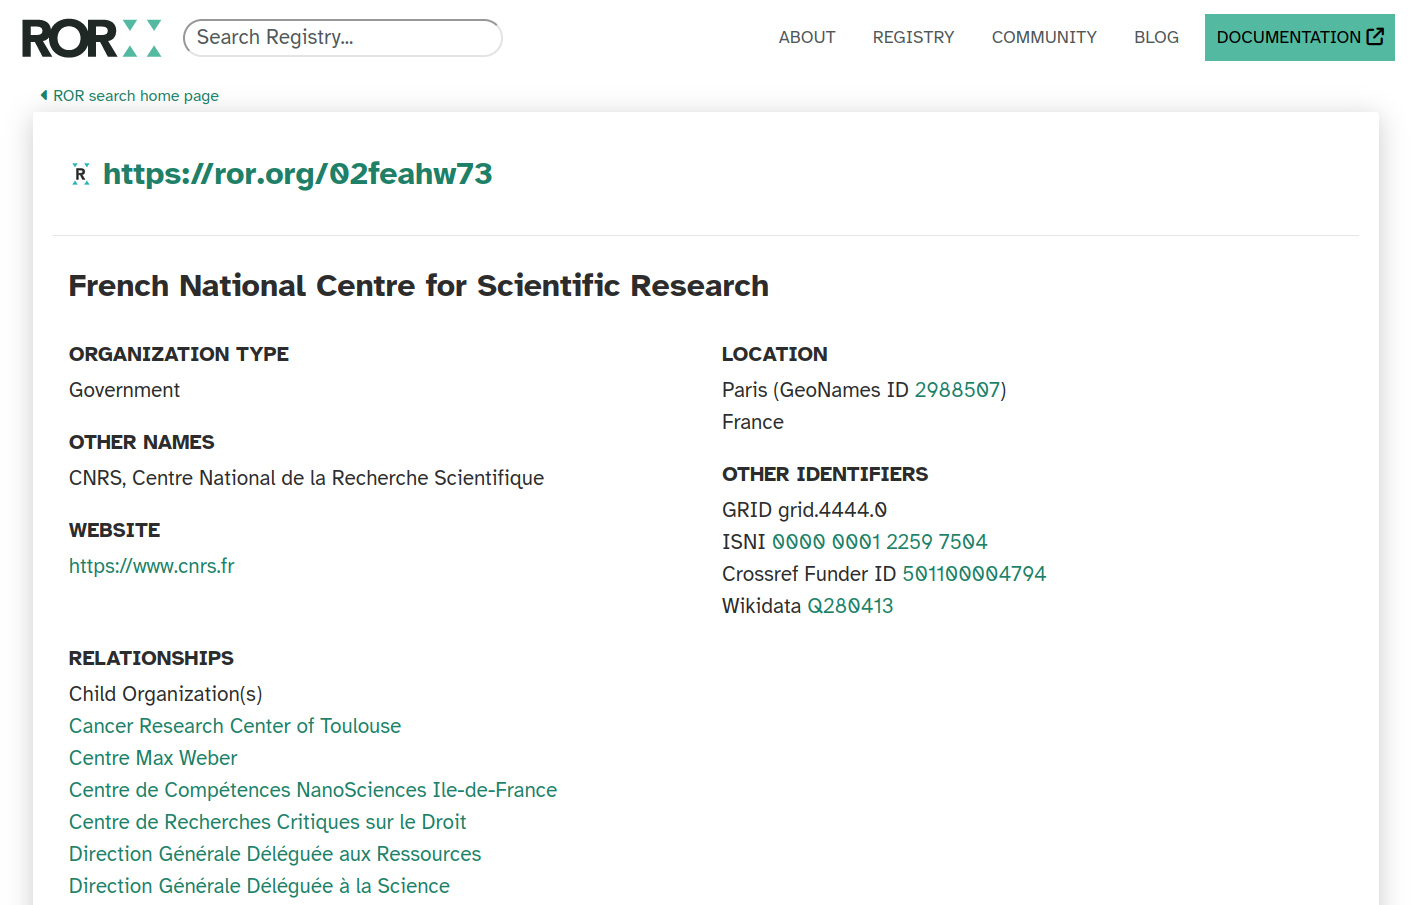 ROR
Search Registry...
ABOUT
REGISTRY
COMMUNITY
BLOG
DOCUMENTATION
ROR search home page
R https://ror.org/02feahw73
French National Centre for Scientific Research
ORGANIZATION TYPE
Government
OTHER NAMES
CNRS, Centre National de la Recherche Scientifique
WEBSITE
https://www.cnrs.fr
LOCATION
Paris (GeoNames ID 2988507)
France
OTHER IDENTIFIERS
GRID grid.4444.0
ISNI 0000 0001 2259 7504
Crossref Funder ID 501100004794
Wikidata Q280413
RELATIONSHIPS
Child Organization(s)
Cancer Research Center of Toulouse
Centre Max Weber
Centre de Compétences NanoSciences Ile-de-France
Centre de Recherches Critiques sur le Droit
Direction Générale Déléguée aux Ressources
Direction Générale Déléguée à la Science